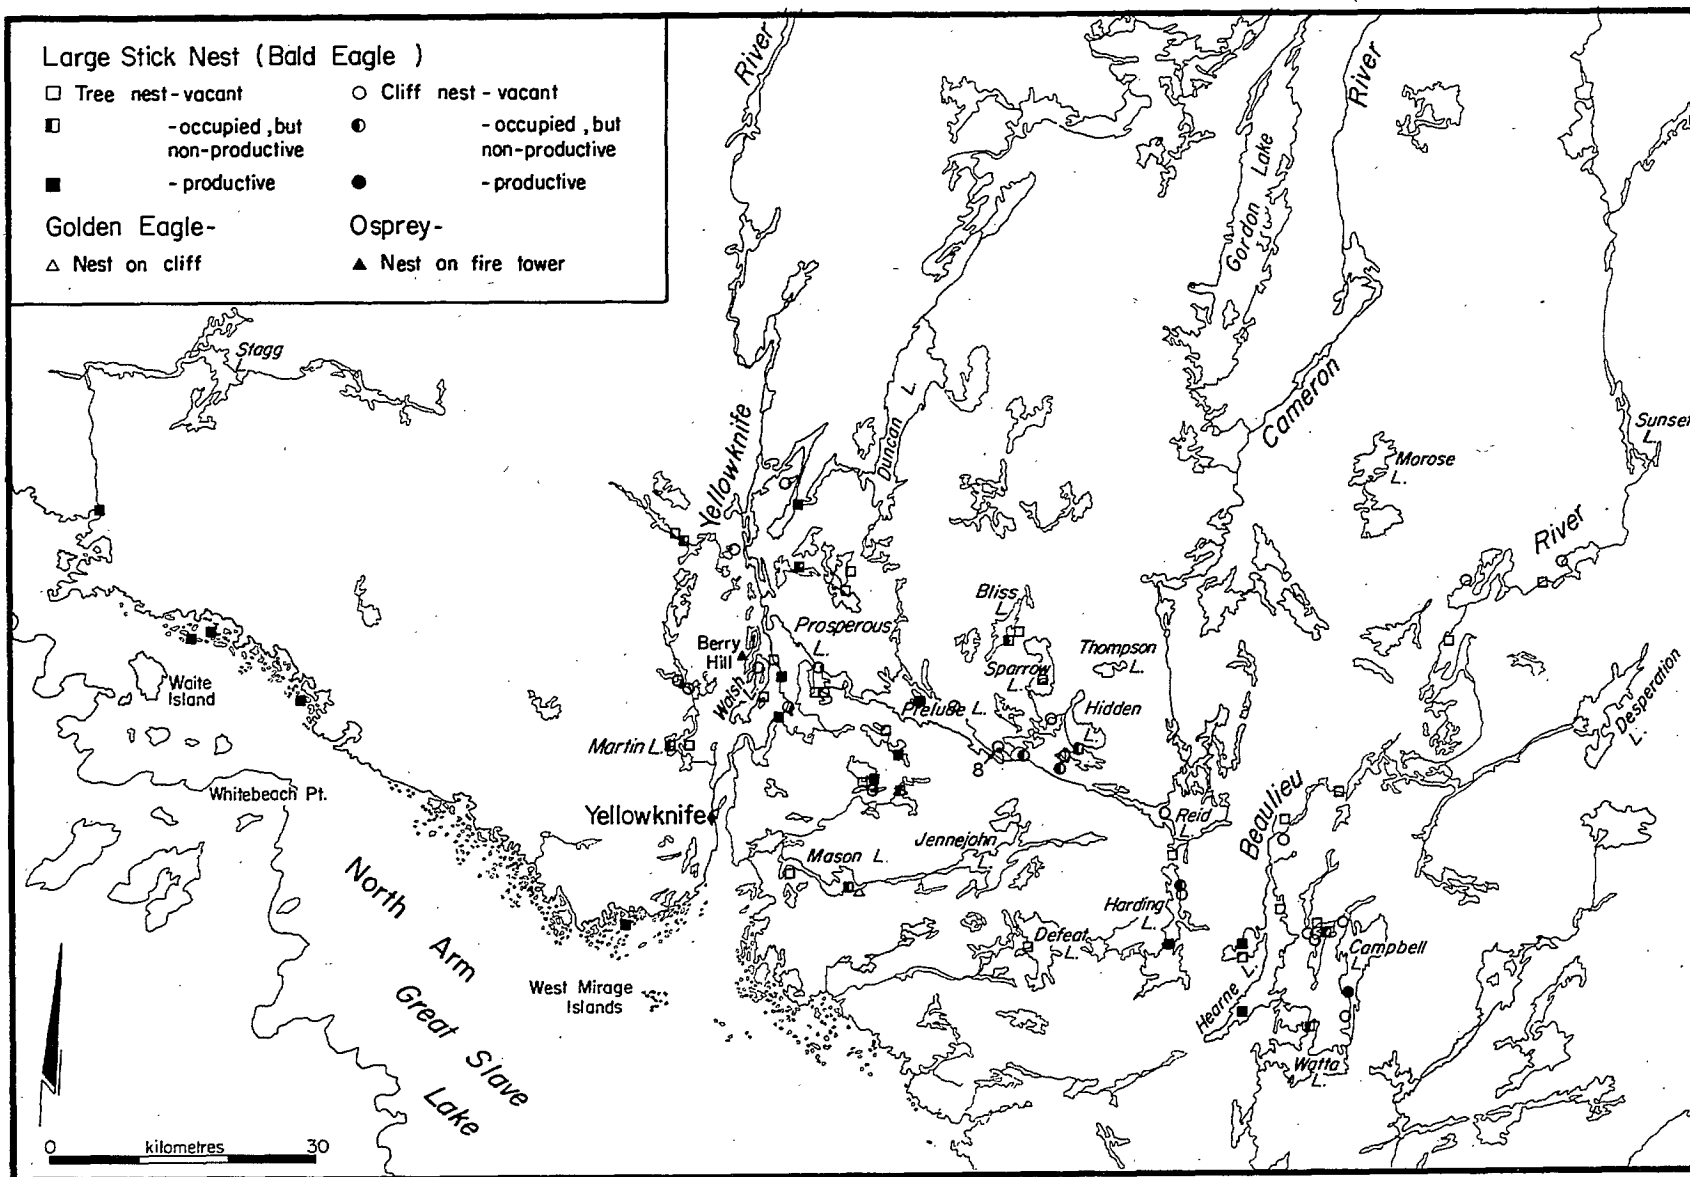 Large Stick Nest (Bald Eagle)
Tree nest - vacant
- occupied, but
non-productive
- productive
Cliff nest - vacant
- occupied, but
non-productive
- productive
Golden Eagle-
Nest on cliff
Osprey-
Nest on fire tower
River
River
Gordon Lake
Stagg
L.
Yellowknife
Duncan L.
Cameron
Sunset
L.
Morose
L.
River
Bliss
L.
Prosperous
L.
Berry
Hill
Walsh
L.
Thompson
L.
Sparrow
L.
Waite
Island
Prelude L.
Hidden
L.
Desperation
L.
Martin L.
8
Whitebeach Pt.
Yellowknife
Reid
L.
Beaulieu
Mason L.
Jennejohn
L.
North Arm
Great Slave
Lake
Harding
L.
Defeat
L.
Campbell
L.
West Mirage
Islands
Hearne L.
Watta
L.
0 kilometres 30